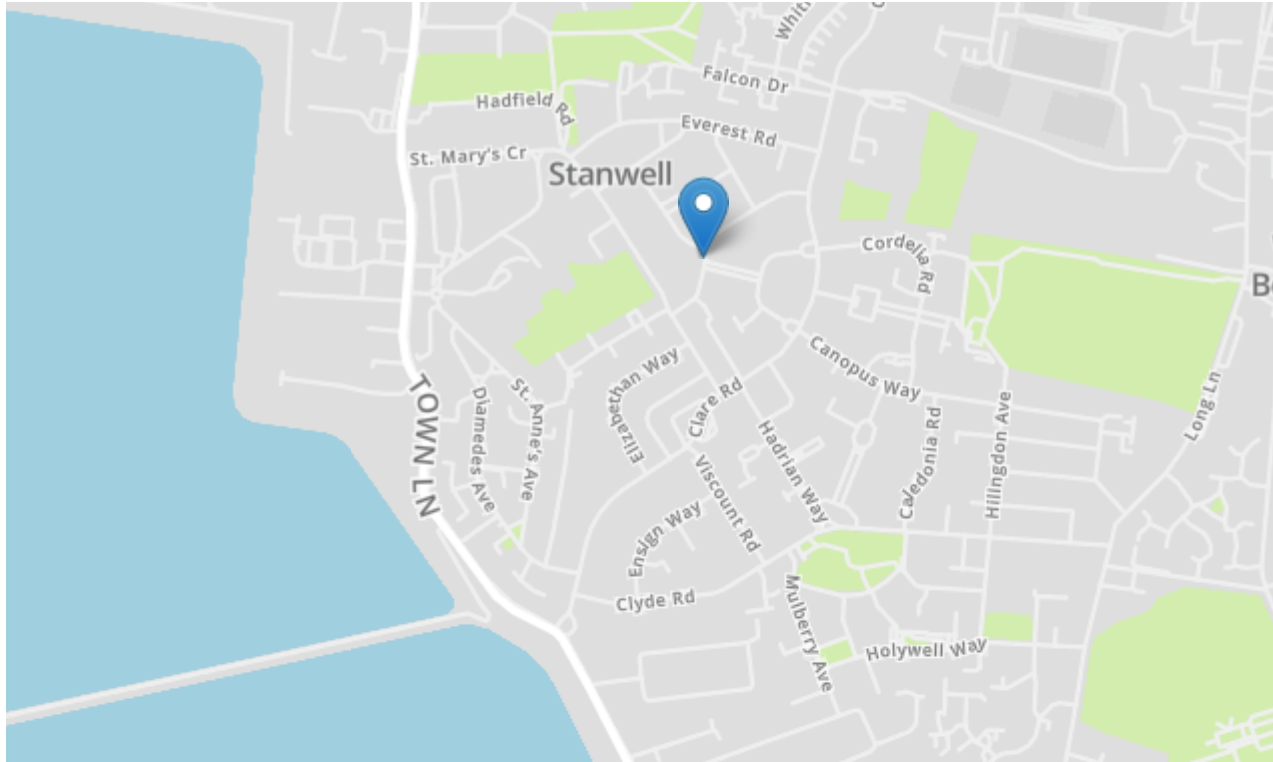 Falcon Dr
Hadfield Rd
Everest Rd
St. Mary's Cr
Stanwell
Cordelia Rd
TOWN LN
Diamedes Ave
St. Anne's Ave
Elizabethan Way
Clare Rd
Canopus Way
Hadrian Way
Viscount Rd
Ensign Way
Caledonia Rd
Hillingdon Ave
Long Ln
Clyde Rd
Mulberry Ave
Holywell Way